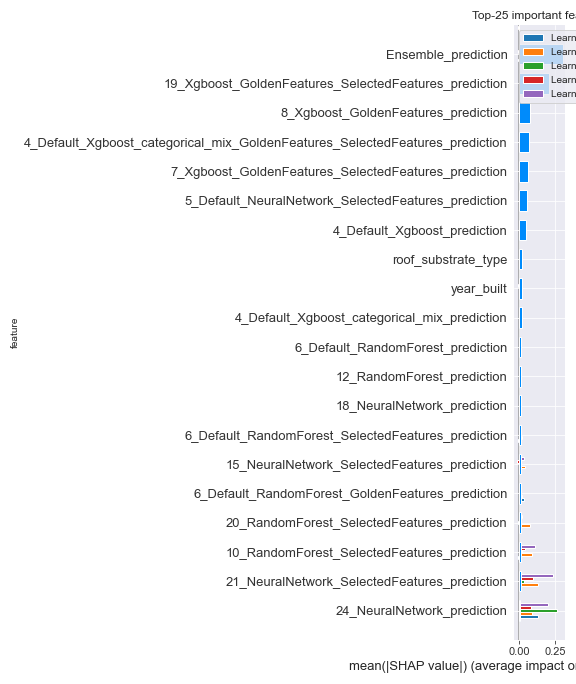 Top-25 important fea
Learn
Learn
Learn
Learn
Learn
Ensemble_prediction
19_Xgboost_GoldenFeatures_SelectedFeatures_prediction
8_Xgboost_GoldenFeatures_prediction
4_Default_Xgboost_categorical_mix_GoldenFeatures_SelectedFeatures_prediction
7_Xgboost_GoldenFeatures_SelectedFeatures_prediction
5_Default_NeuralNetwork_SelectedFeatures_prediction
4_Default_Xgboost_prediction
roof_substrate_type
year_built
4_Default_Xgboost_categorical_mix_prediction
6_Default_RandomForest_prediction
12_RandomForest_prediction
18_NeuralNetwork_prediction
6_Default_RandomForest_SelectedFeatures_prediction
15_NeuralNetwork_SelectedFeatures_prediction
6_Default_RandomForest_GoldenFeatures_prediction
20_RandomForest_SelectedFeatures_prediction
10_RandomForest_SelectedFeatures_prediction
21_NeuralNetwork_SelectedFeatures_prediction
24_NeuralNetwork_prediction
feature
0.00 0.25
mean(|SHAP value|) (average impact o